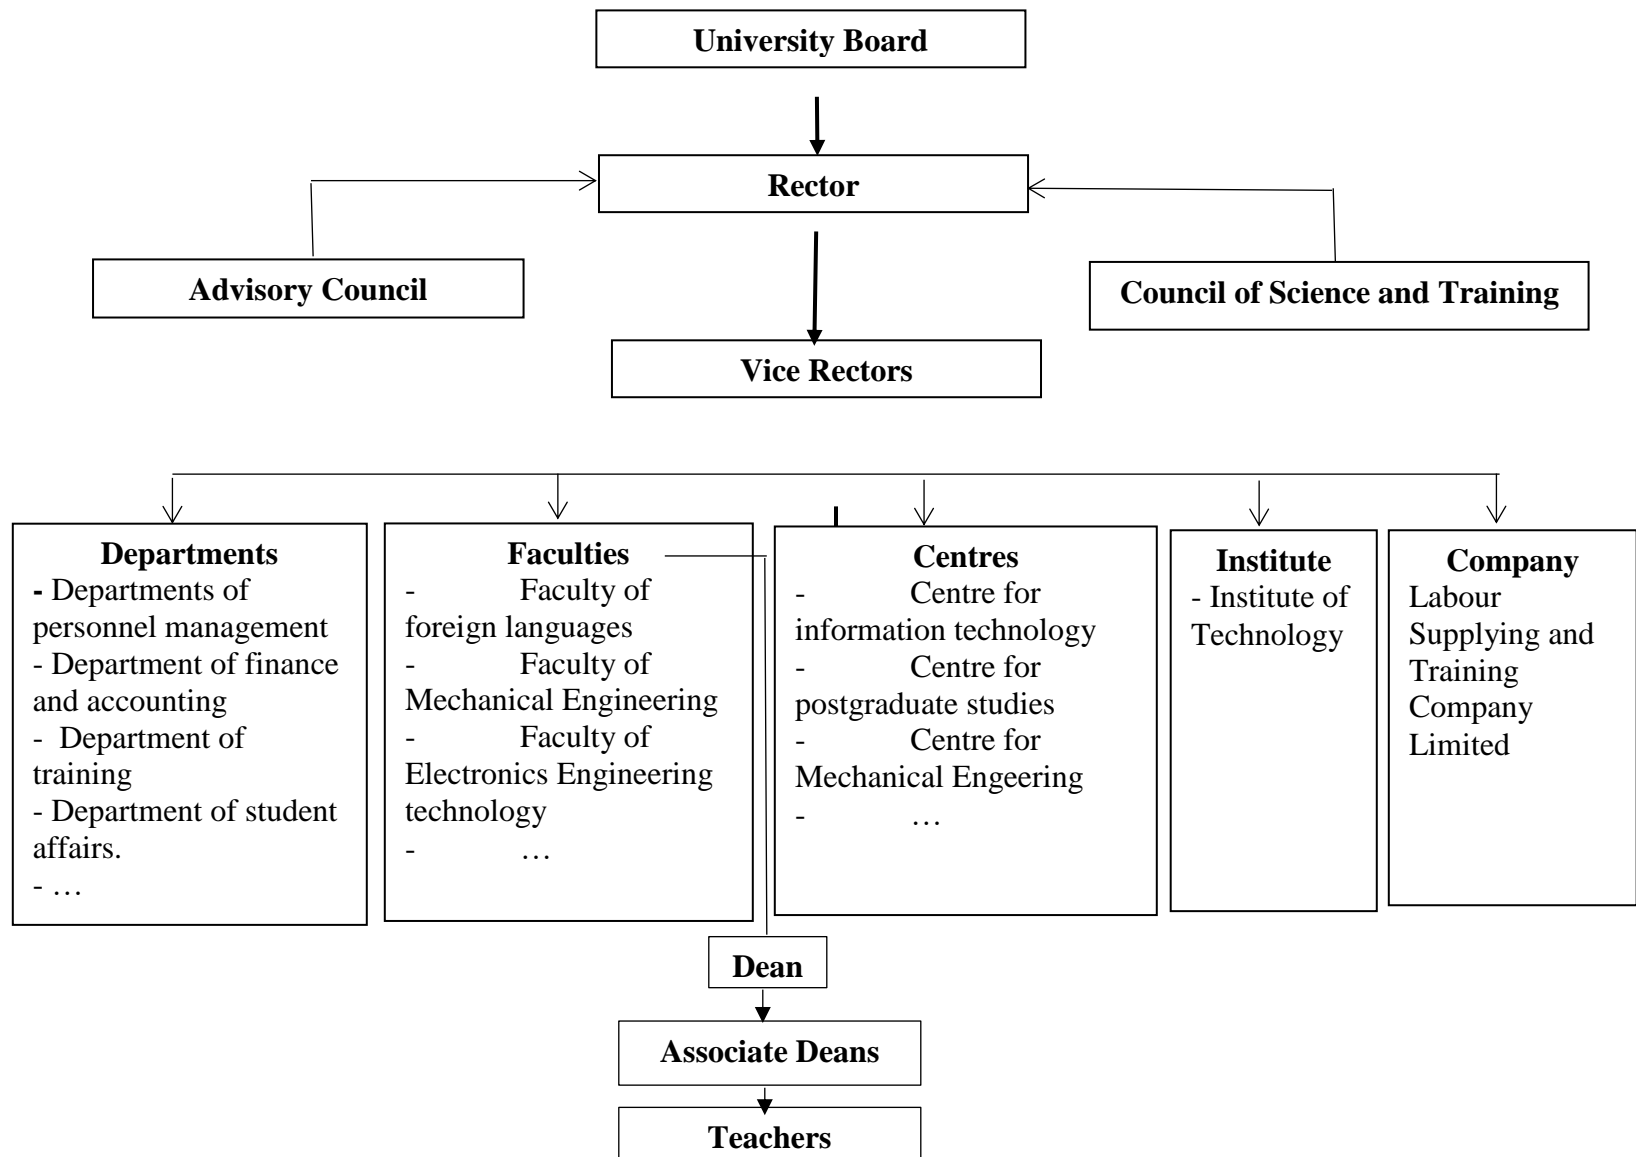 University Board
Rector
Advisory Council
Council of Science and Training
Vice Rectors
Departments
- Departments of
personnel management
- Department of finance
and accounting
- Department of
training
- Department of student
affairs.
- …
Faculties
- Faculty of
foreign languages
- Faculty of
Mechanical Engineering
- Faculty of
Electronics Engineering
technology
- …
Centres
- Centre for
information technology
- Centre for
postgraduate studies
- Centre for
Mechanical Engeering
- …
Institute
- Institute of
Technology
Company
Labour
Supplying and
Training
Company
Limited
Dean
Associate Deans
Teachers